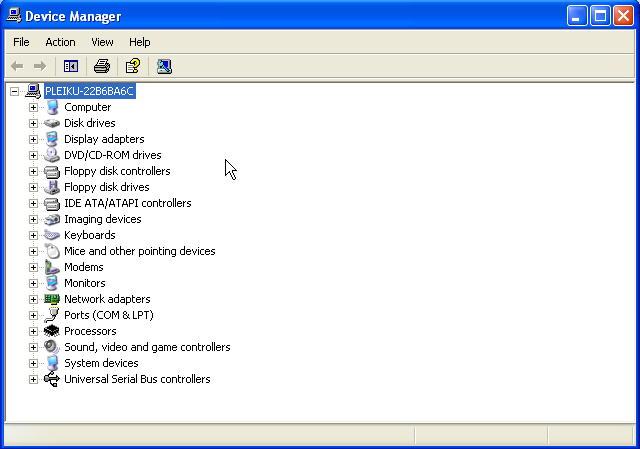 Device Manager
File Action View Help
PLEIKU-22B6BA6C
Computer
Disk drives
Display adapters
DVD/CD-ROM drives
Floppy disk controllers
Floppy disk drives
IDE ATA/ATAPI controllers
Imaging devices
Keyboards
Mice and other pointing devices
Modems
Monitors
Network adapters
Ports (COM & LPT)
Processors
Sound, video and game controllers
System devices
Universal Serial Bus controllers